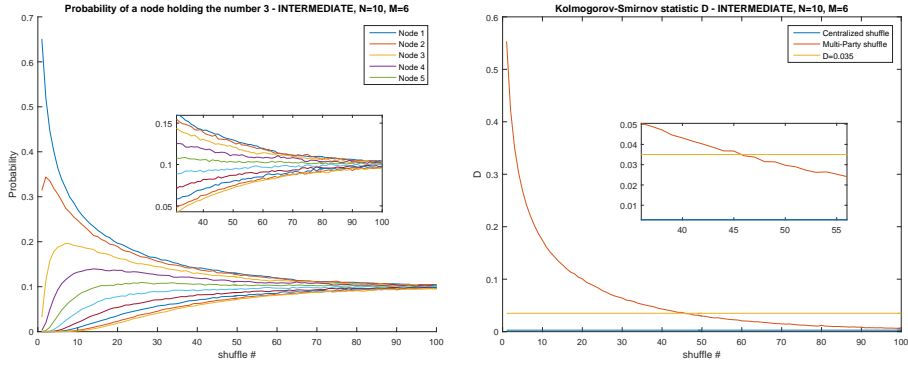 Probability of a node holding the number 3 - INTERMEDIATE, N=10, M=6
0.7
0.6
0.5
0.4
0.3
0.2
0.1
0
Probability
0 10 20 30 40 50 60 70 80 90 100
shuffle #
Node 1
Node 2
Node 3
Node 4
Node 5
0.15
0.1
0.05
40 50 60 70 80 90 100
Kolmogorov-Smirnov statistic D - INTERMEDIATE, N=10, M=6
0.6
0.5
0.4
0.3
0.2
0.1
0
D
0 10 20 30 40 50 60 70 80 90 100
shuffle #
Centralized shuffle
Multi-Party shuffle
D=0.035
0.05
0.04
0.03
0.02
0.01
40 45 50 55